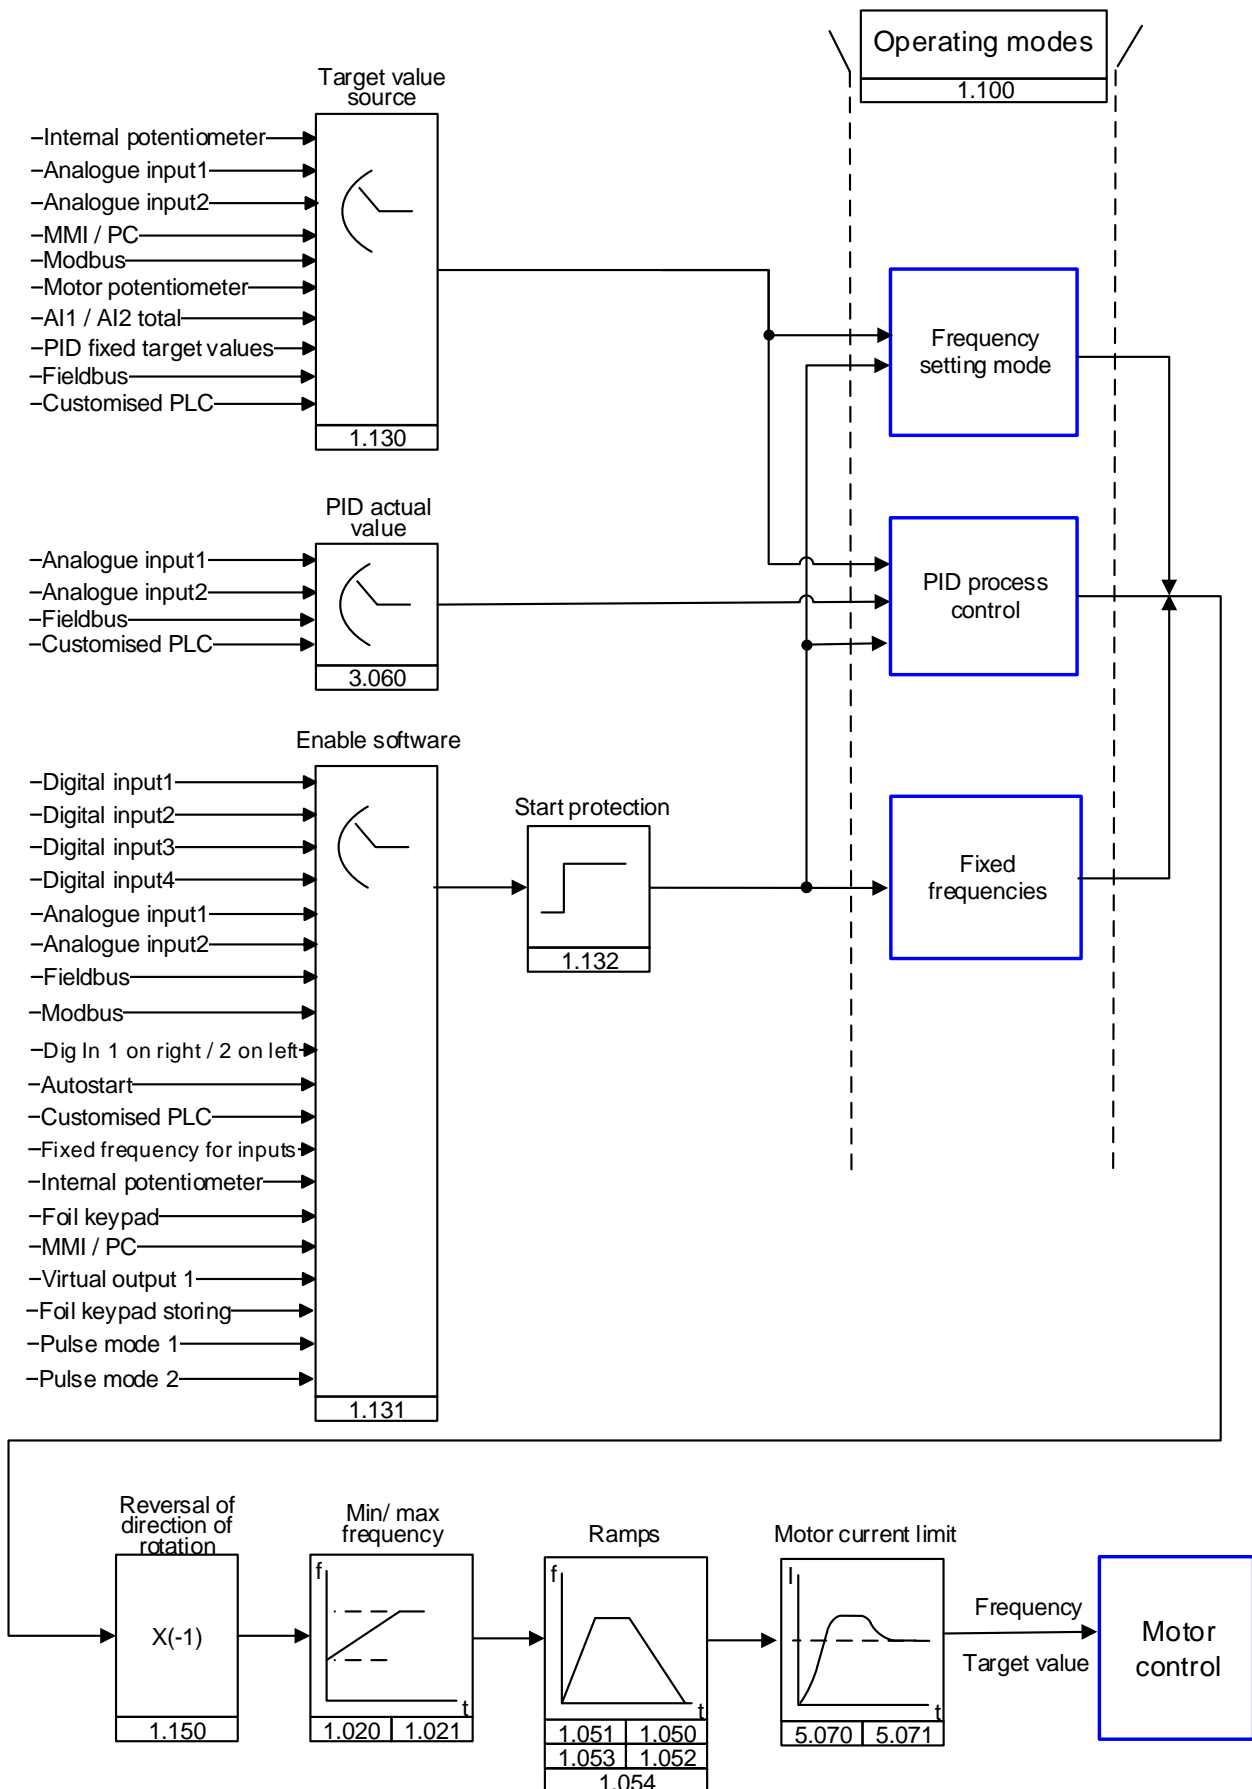 Operating modes
1.100
Target value
source
Internal potentiometer
Analogue input1
Analogue input2
MMI / PC
Modbus
Motor potentiometer
AI1 / AI2 total
PID fixed target values
Fieldbus
Customised PLC
1.130
Frequency
setting mode
PID actual
value
Analogue input1
Analogue input2
Fieldbus
Customised PLC
3.060
PID process
control
Enable software
Digital input1
Digital input2
Digital input3
Digital input4
Analogue input1
Analogue input2
Fieldbus
Modbus
Dig In 1 on right / 2 on left
Autostart
Customised PLC
Fixed frequency for inputs
Internal potentiometer
Foil keypad
MMI / PC
Virtual output 1
Foil keypad storing
Pulse mode 1
Pulse mode 2
1.131
Start protection
1.132
Fixed
frequencies
Reversal of
direction of
rotation
X(-1)
1.150
Min/ max
frequency
f
t
1.020 1.021
Ramps
f
t
1.051 1.050
1.053 1.052
1.054
Motor current limit
I
t
5.070 5.071
Frequency
Target value
Motor
control